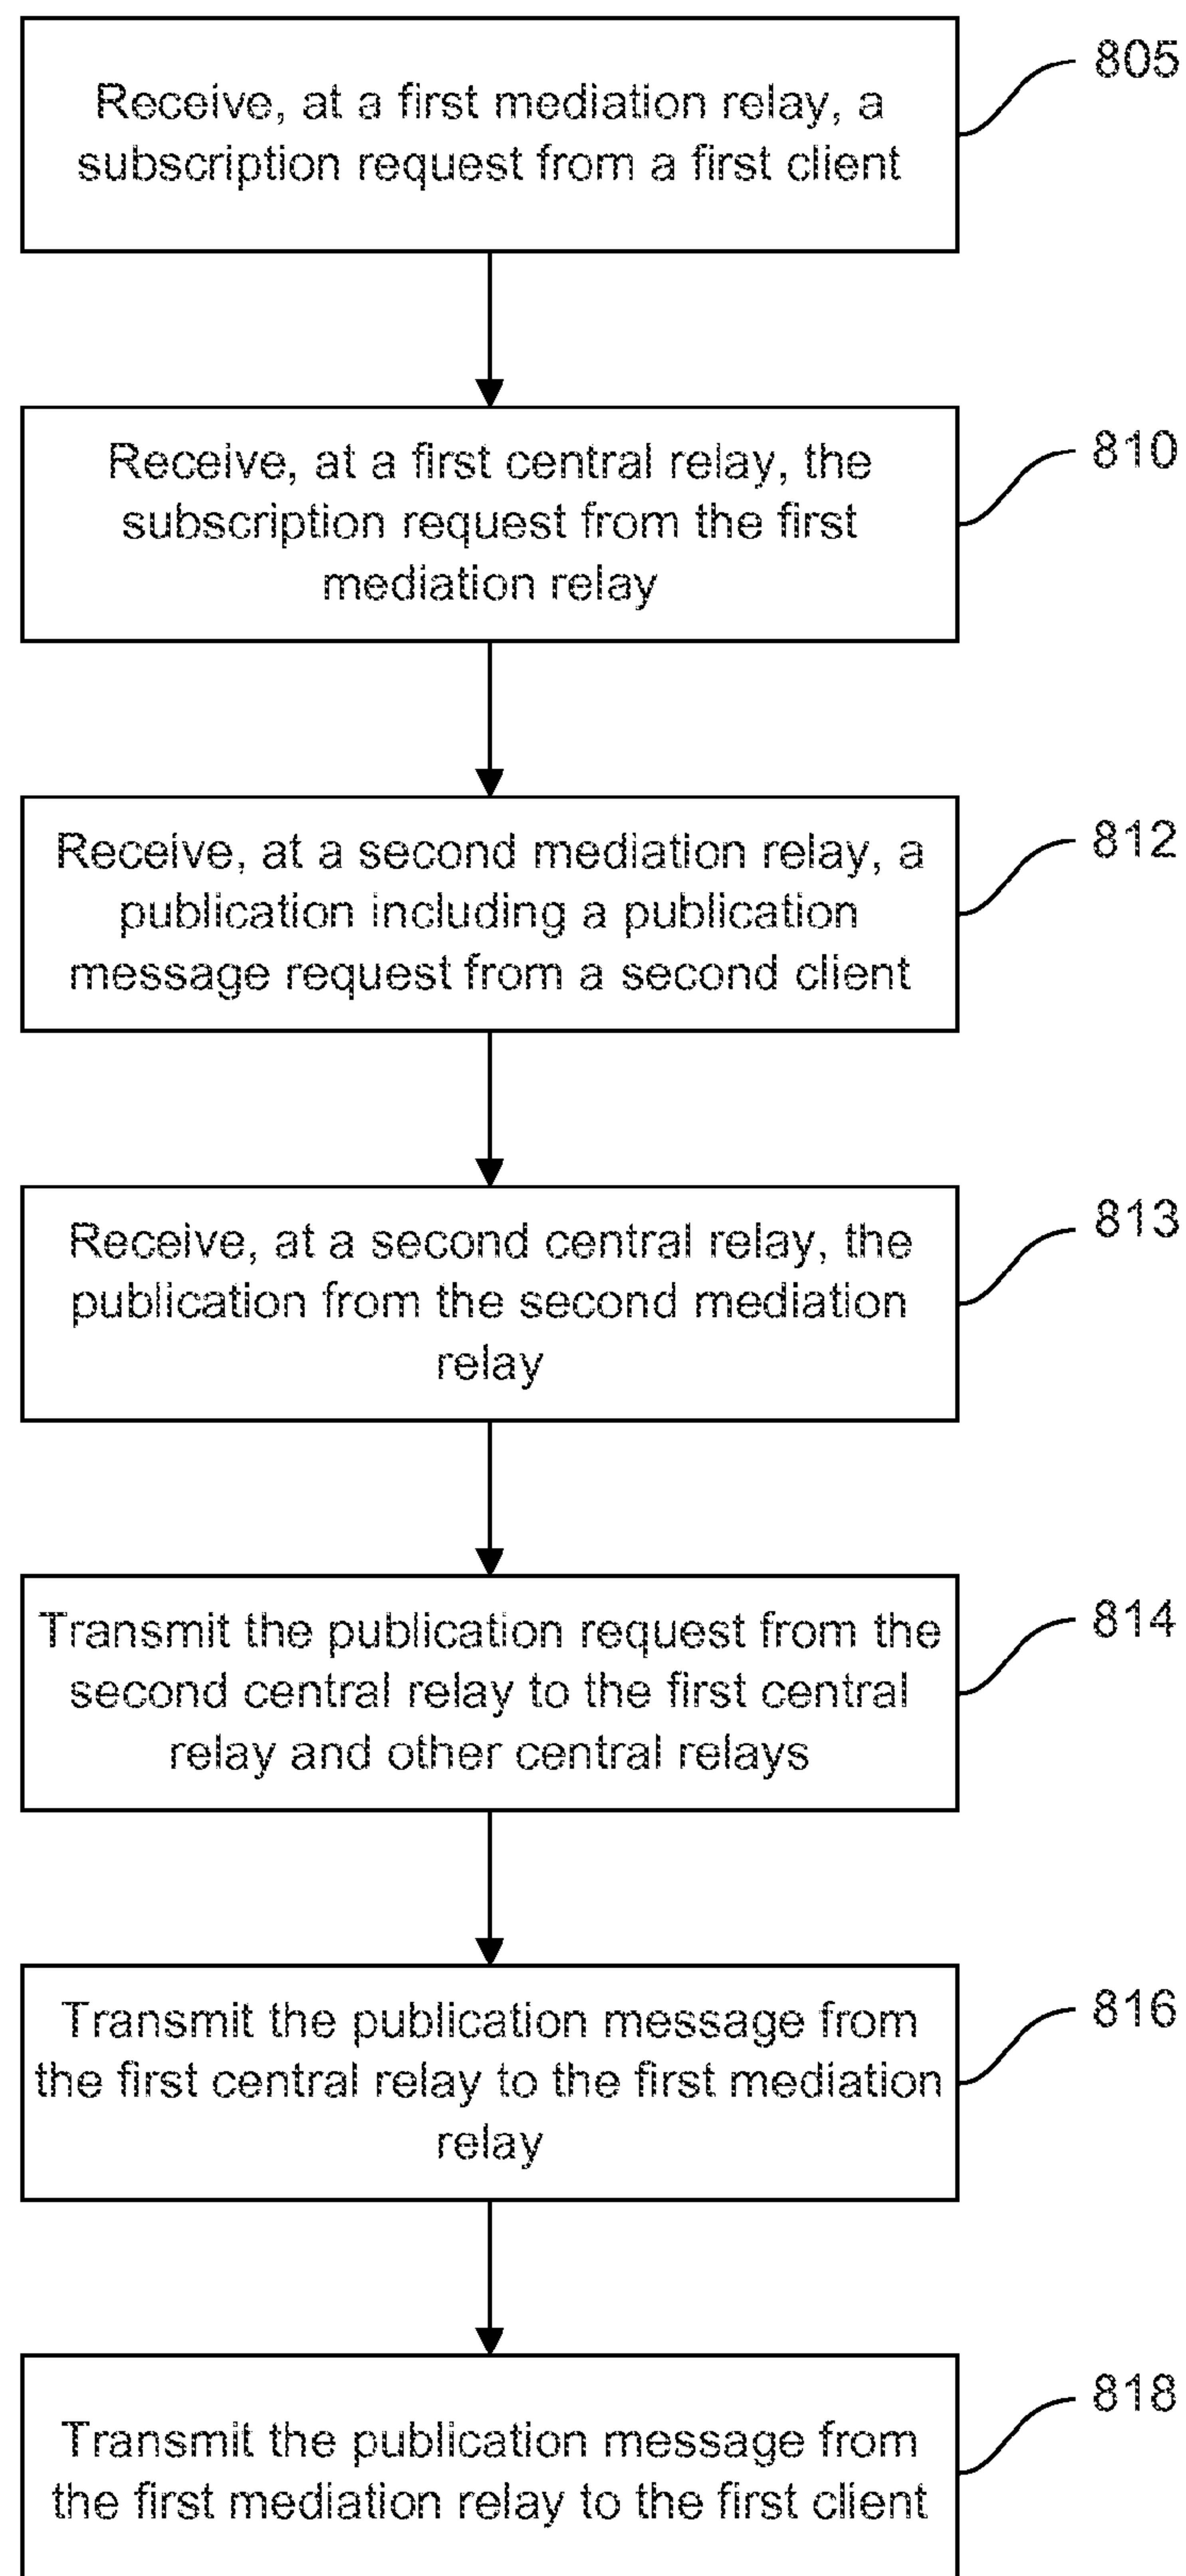 805
Receive, at a first mediation relay, a
subscription request from a first client
810
Receive, at a first central relay, the
subscription request from the first
mediation relay
812
Receive, at a second mediation relay, a
publication including a publication
message request from a second client
813
Receive, at a second central relay, the
publication from the second mediation
relay
814
Transmit the publication request from the
second central relay to the first central
relay and other central relays
816
Transmit the publication message from
the first central relay to the first mediation
relay
818
Transmit the publication message from
the first mediation relay to the first client